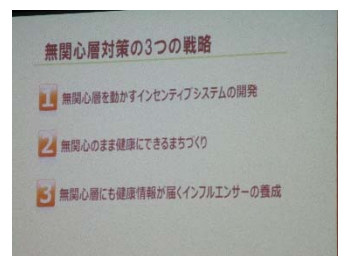 無関心層対策の3つの戦略
1 無関心層を動かすインセンティブシステムの開発
2 無関心のまま健康にできるまちづくり
3 無関心層にも健康情報が届くインフルエンサーの養成